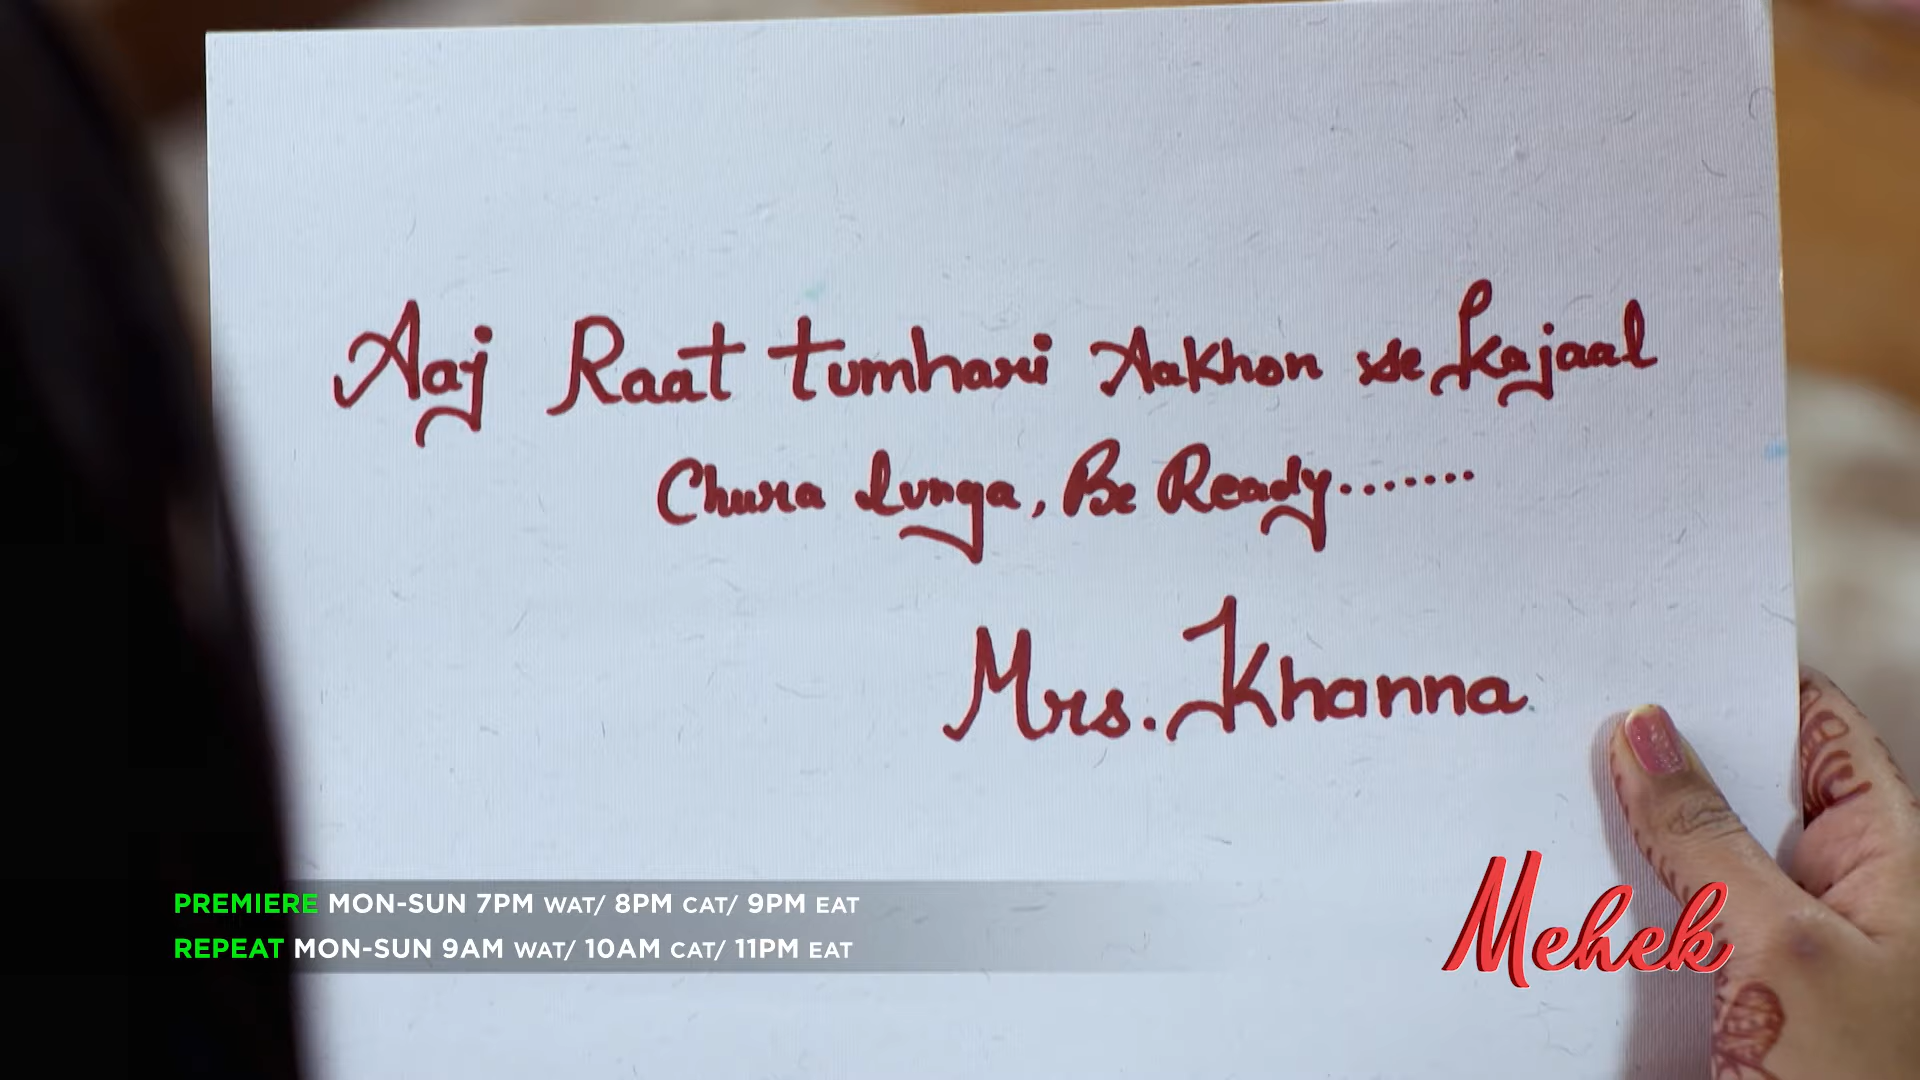 Aaj Raat tumhari Aakhon sse Kajaal
Chura lunga, Be Ready.......
Mrs. Khanna
PREMIERE MON-SUN 7PM WAT/ 8PM CAT/ 9PM EAT
REPEAT MON-SUN 9AM WAT/ 10AM CAT/ 11PM EAT
Mehek